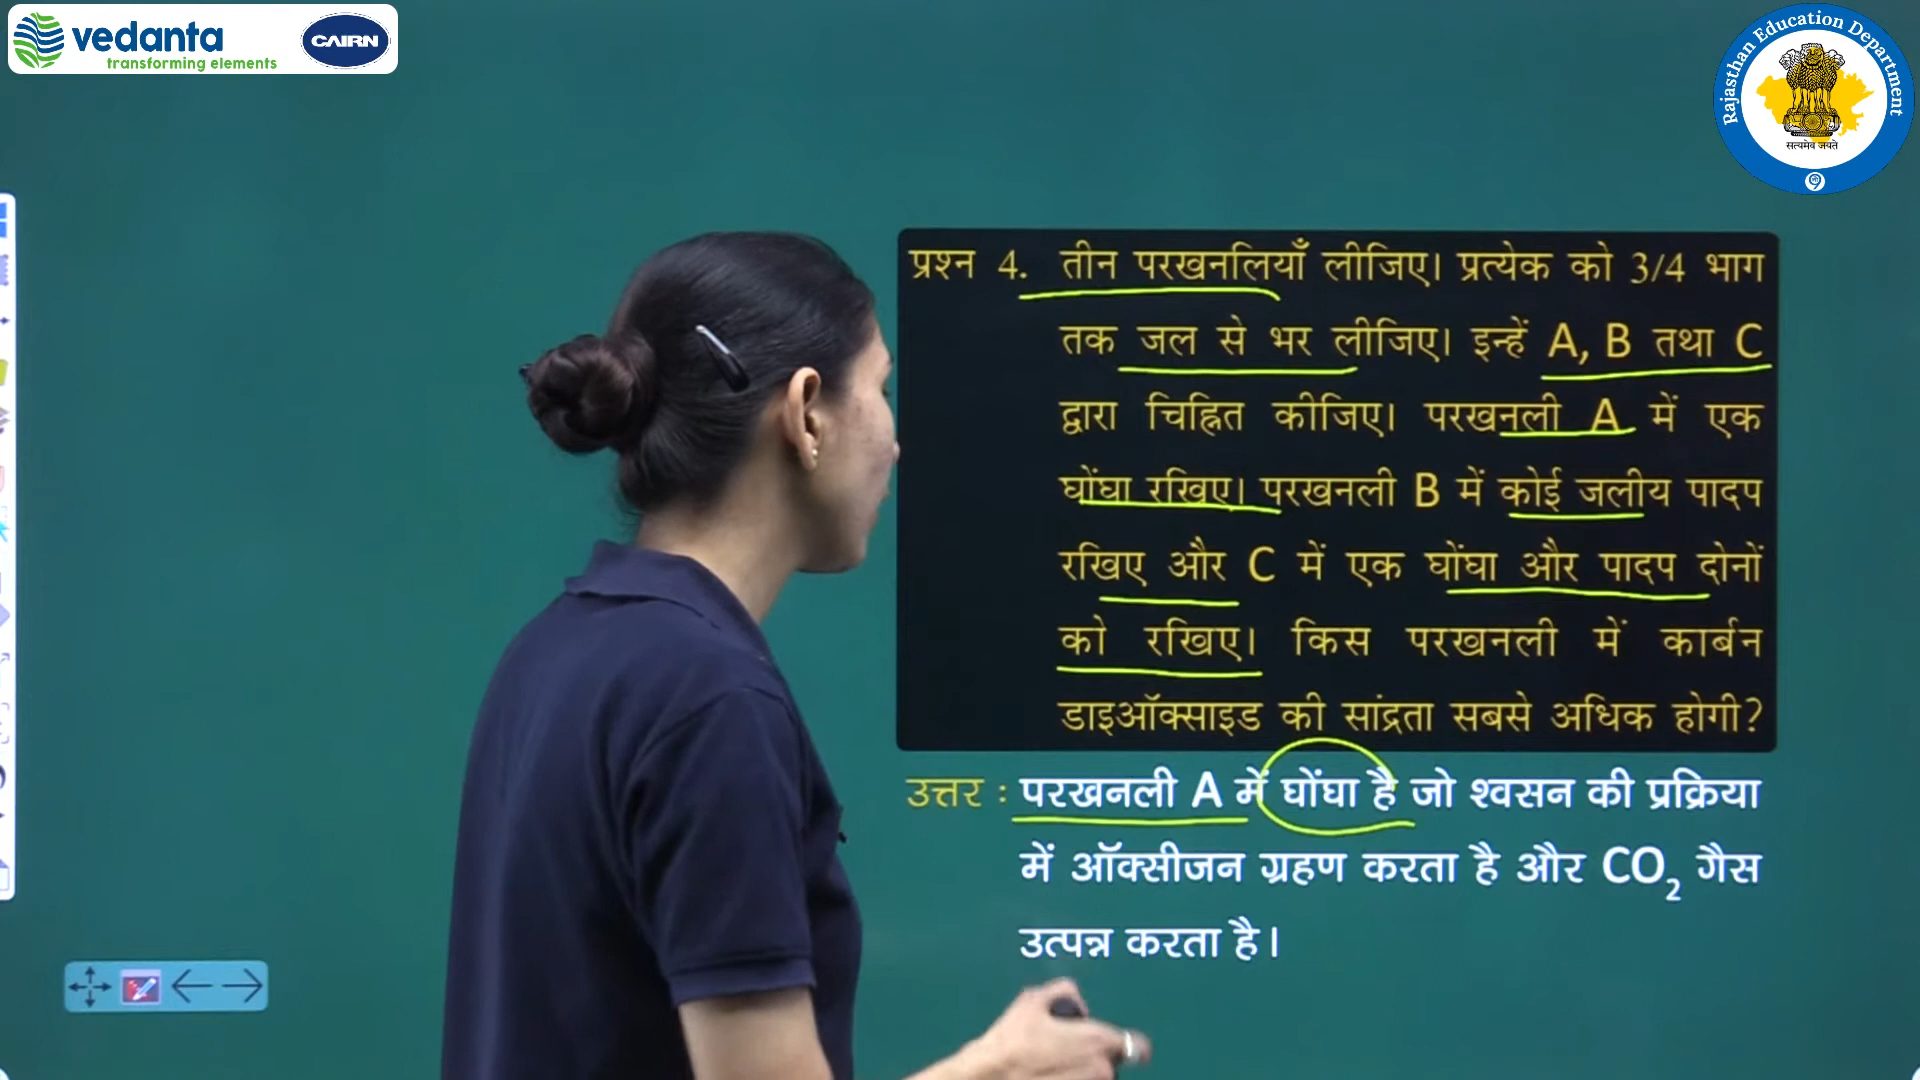 vedanta
transforming elements
CAIRN
Rajasthan Education Department
सत्यमेव जयते
प्रश्न 4. तीन परखनलियाँ लीजिए। प्रत्येक को 3/4 भाग
तक जल से भर लीजिए। इन्हें A, B तथा C
द्वारा चिह्नित कीजिए। परखनली A में एक
घोंघा रखिए। परखनली B में कोई जलीय पादप
रखिए और C में एक घोंघा और पादप दोनों
को रखिए। किस परखनली में कार्बन
डाइऑक्साइड की सांद्रता सबसे अधिक होगी?
उत्तर : परखनली A में घोंघा है जो श्वसन की प्रक्रिया
में ऑक्सीजन ग्रहण करता है और CO₂ गैस
उत्पन्न करता है।